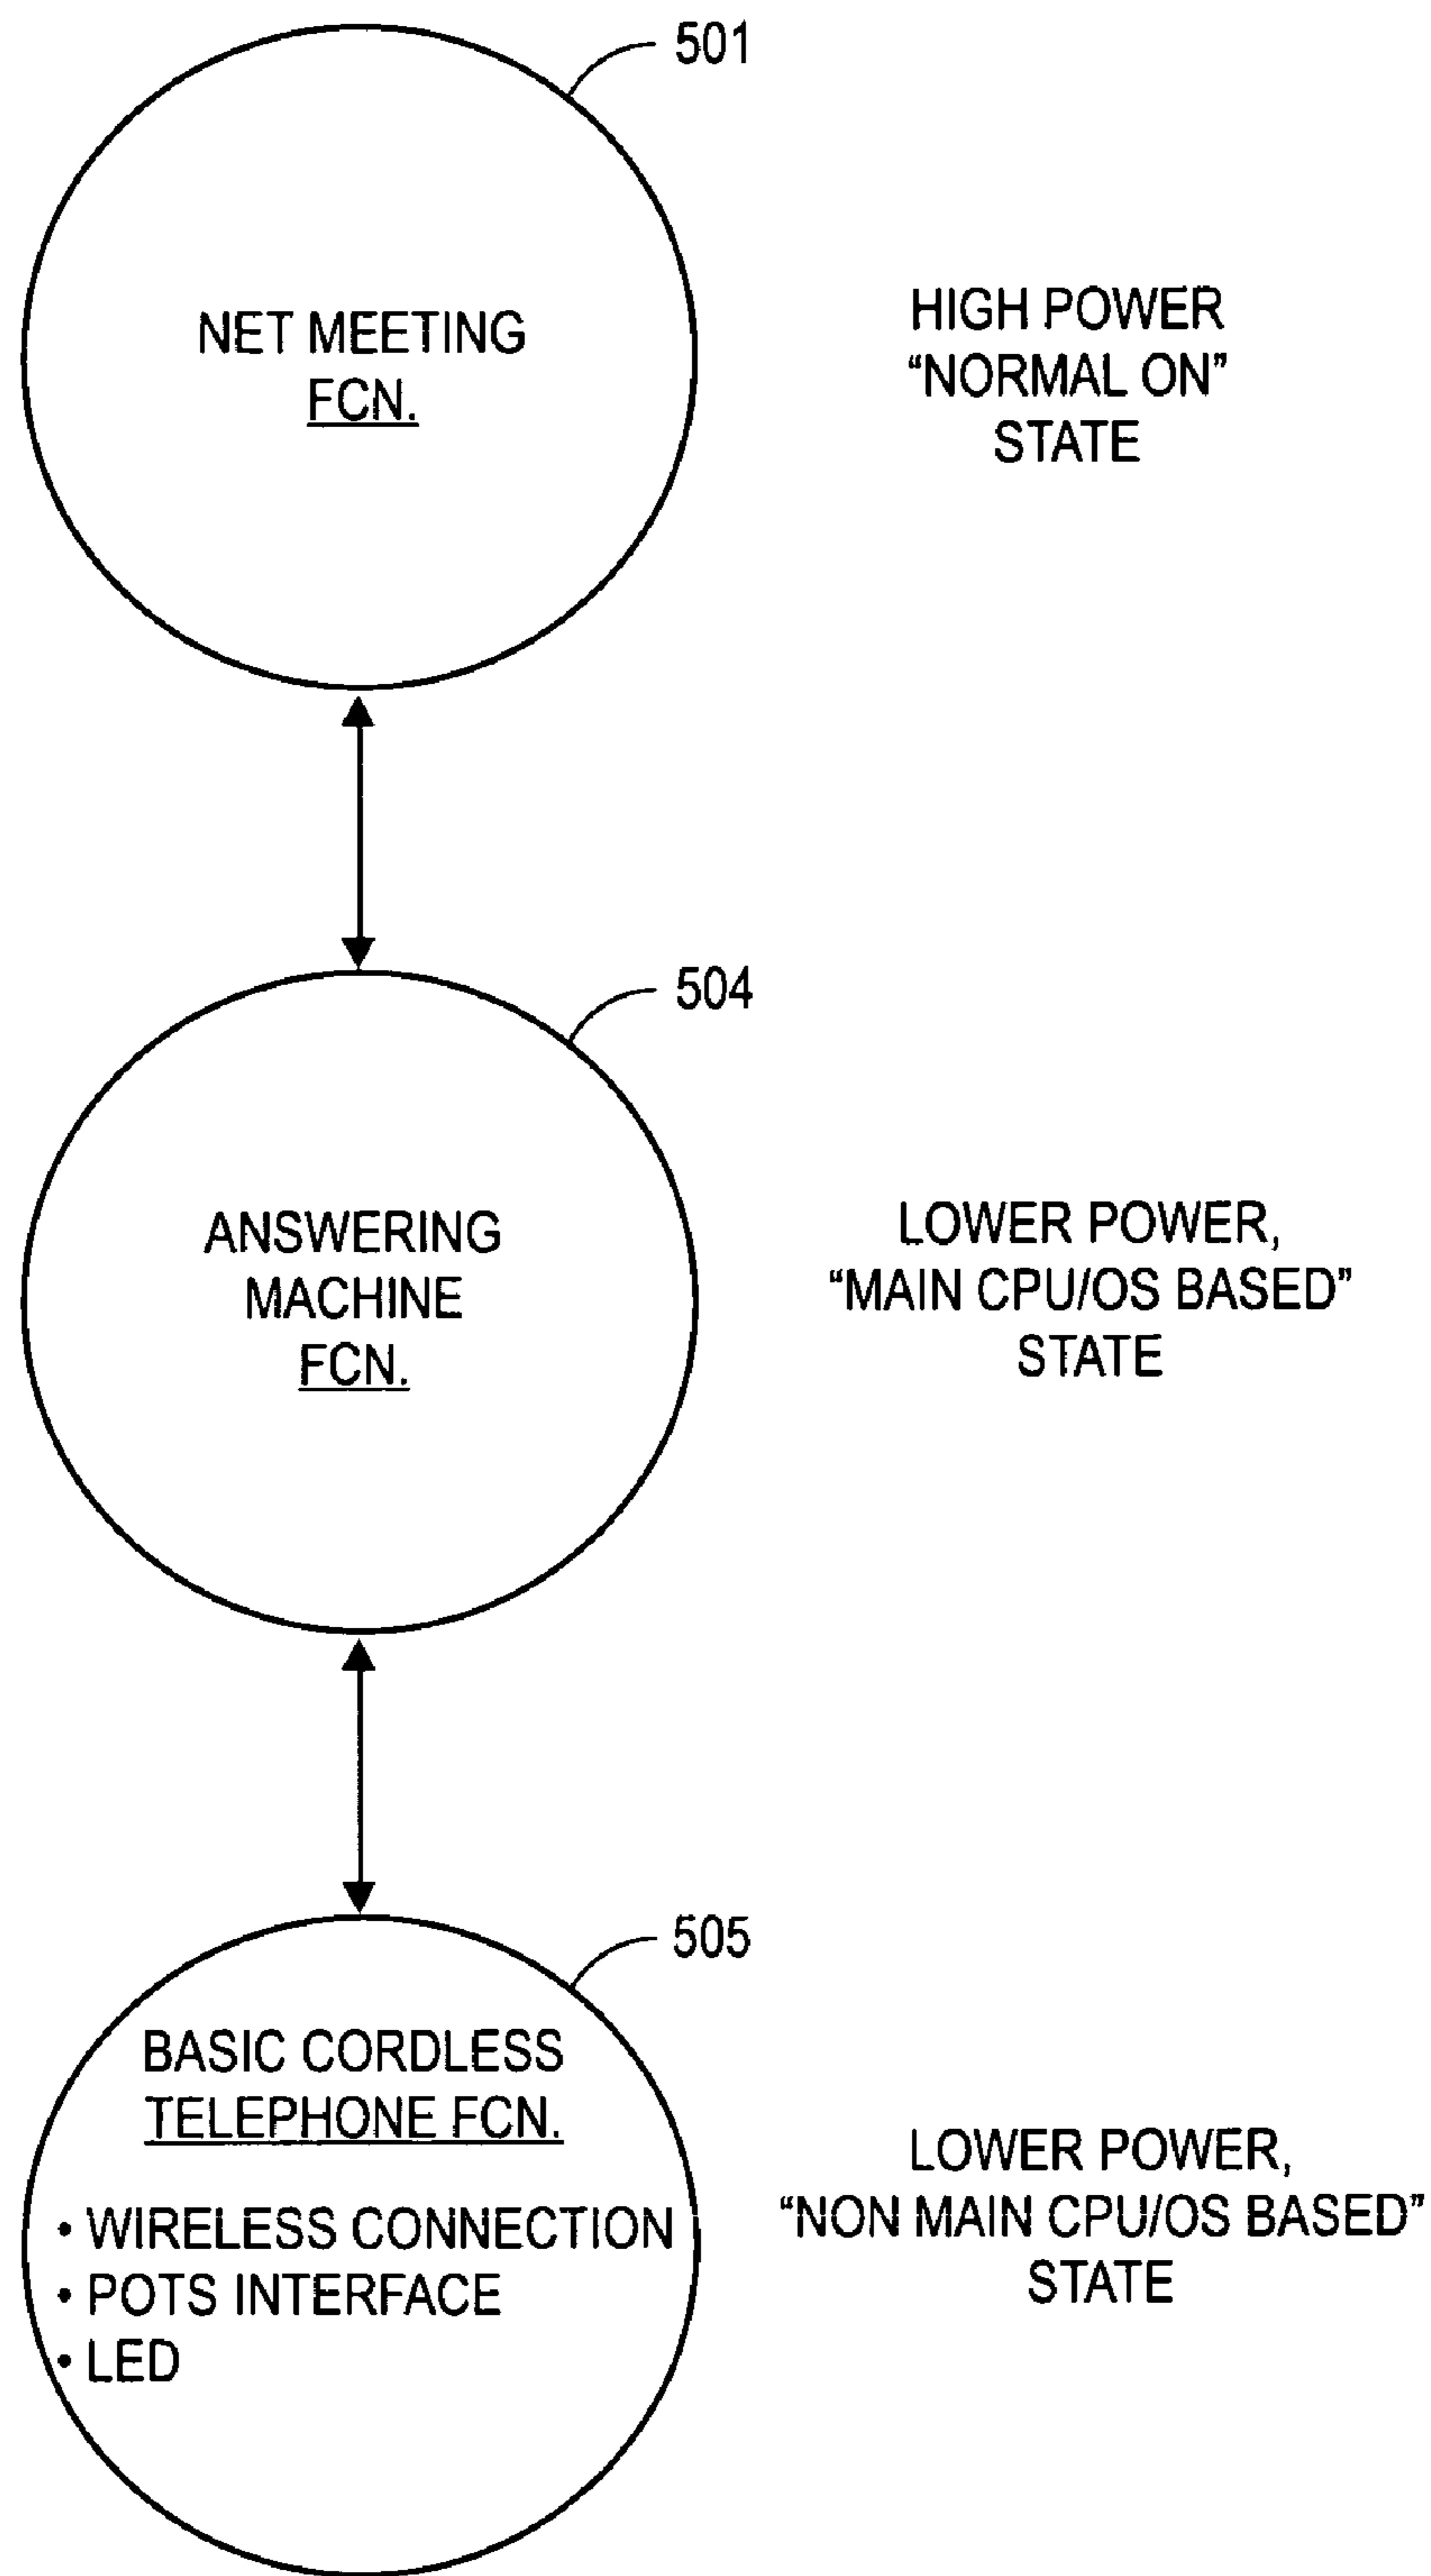 501
NET MEETING
FCN.
HIGH POWER
“NORMAL ON”
STATE
504
ANSWERING
MACHINE
FCN.
LOWER POWER,
“MAIN CPU/OS BASED”
STATE
505
BASIC CORDLESS
TELEPHONE FCN.
• WIRELESS CONNECTION
• POTS INTERFACE
• LED
LOWER POWER,
“NON MAIN CPU/OS BASED”
STATE